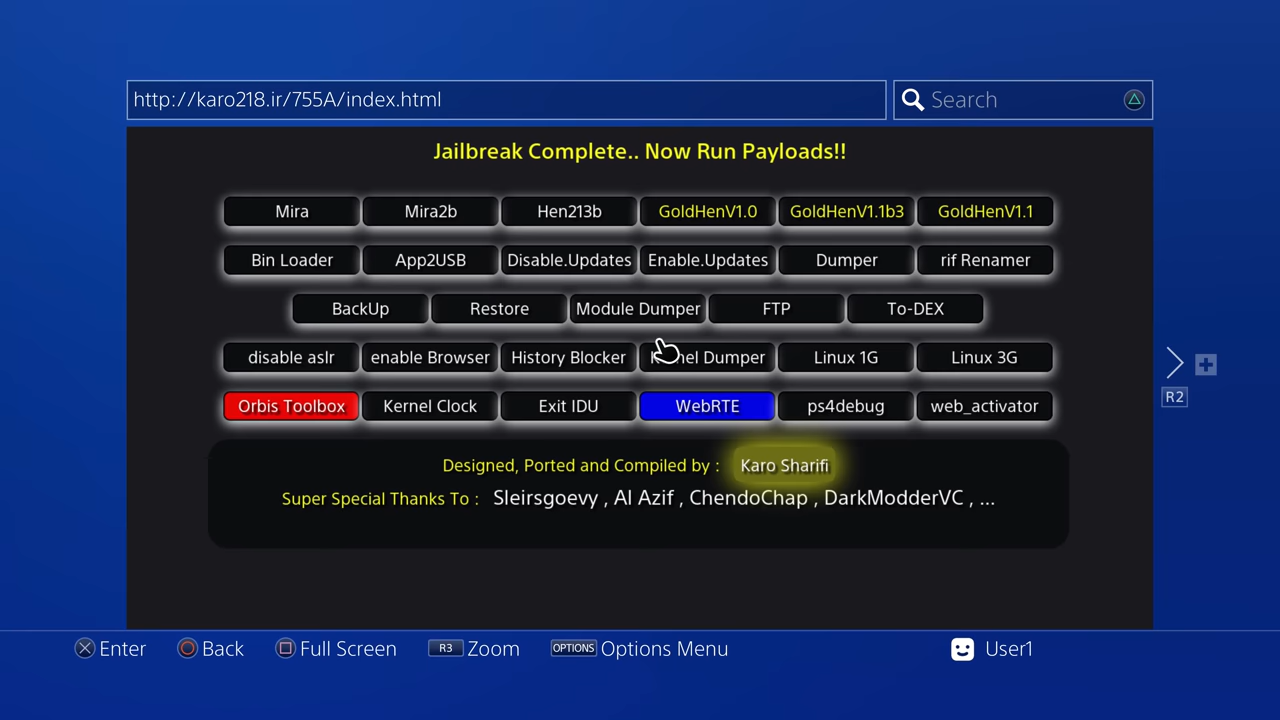 http://karo218.ir/755A/index.html Search
Jailbreak Complete.. Now Run Payloads!!
Mira Mira2b Hen213b GoldHenV1.0 GoldHenV1.1b3 GoldHenV1.1
Bin Loader App2USB Disable.Updates Enable.Updates Dumper rif Renamer
BackUp Restore Module Dumper FTP To-DEX
disable aslr enable Browser History Blocker Dumper Linux 1G Linux 3G
Orbis Toolbox Kernel Clock Exit IDU WebRTE ps4debug web_activator
R2
Designed, Ported and Compiled by : Karo Sharifi
Super Special Thanks To : Sleirsgoevy , Al Azif , ChendoChap , DarkModderVC , ...
Enter Back Full Screen R3 Zoom OPTIONS Options Menu User1